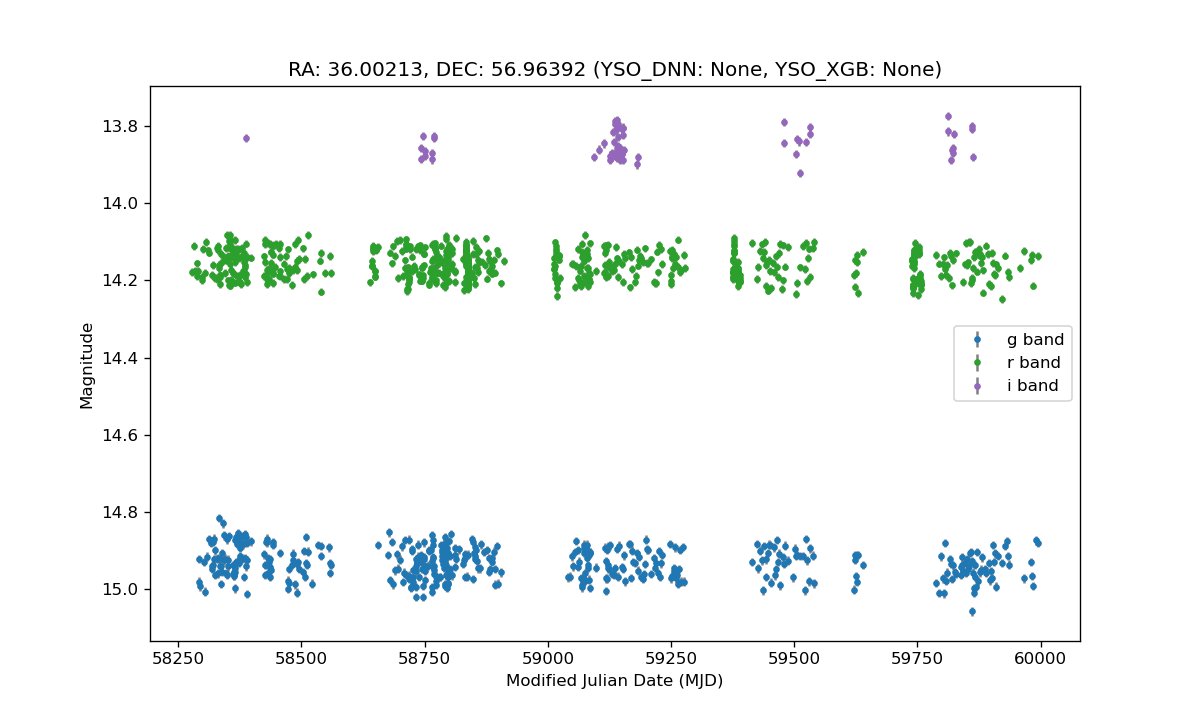 RA: 36.00213, DEC: 56.96392 (YSO_DNN: None, YSO_XGB: None)
13.8
14.0
14.2
14.4
14.6
14.8
15.0
Magnitude
g band
r band
i band
58250
58500
58750
59000
59250
59500
59750
60000
Modified Julian Date (MJD)